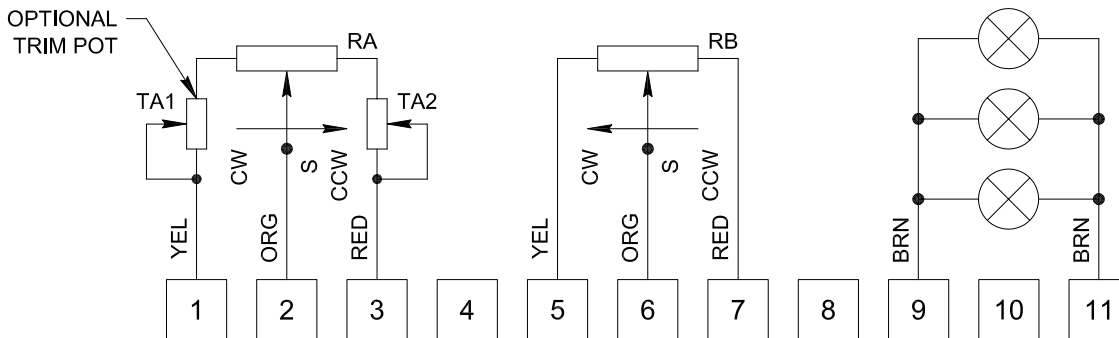 OPTIONAL
TRIM POT
RA
RB
TA1
TA2
CW
S
CCW
CW
S
CCW
YEL
ORG
RED
YEL
ORG
RED
BRN
BRN
1
2
3
4
5
6
7
8
9
10
11